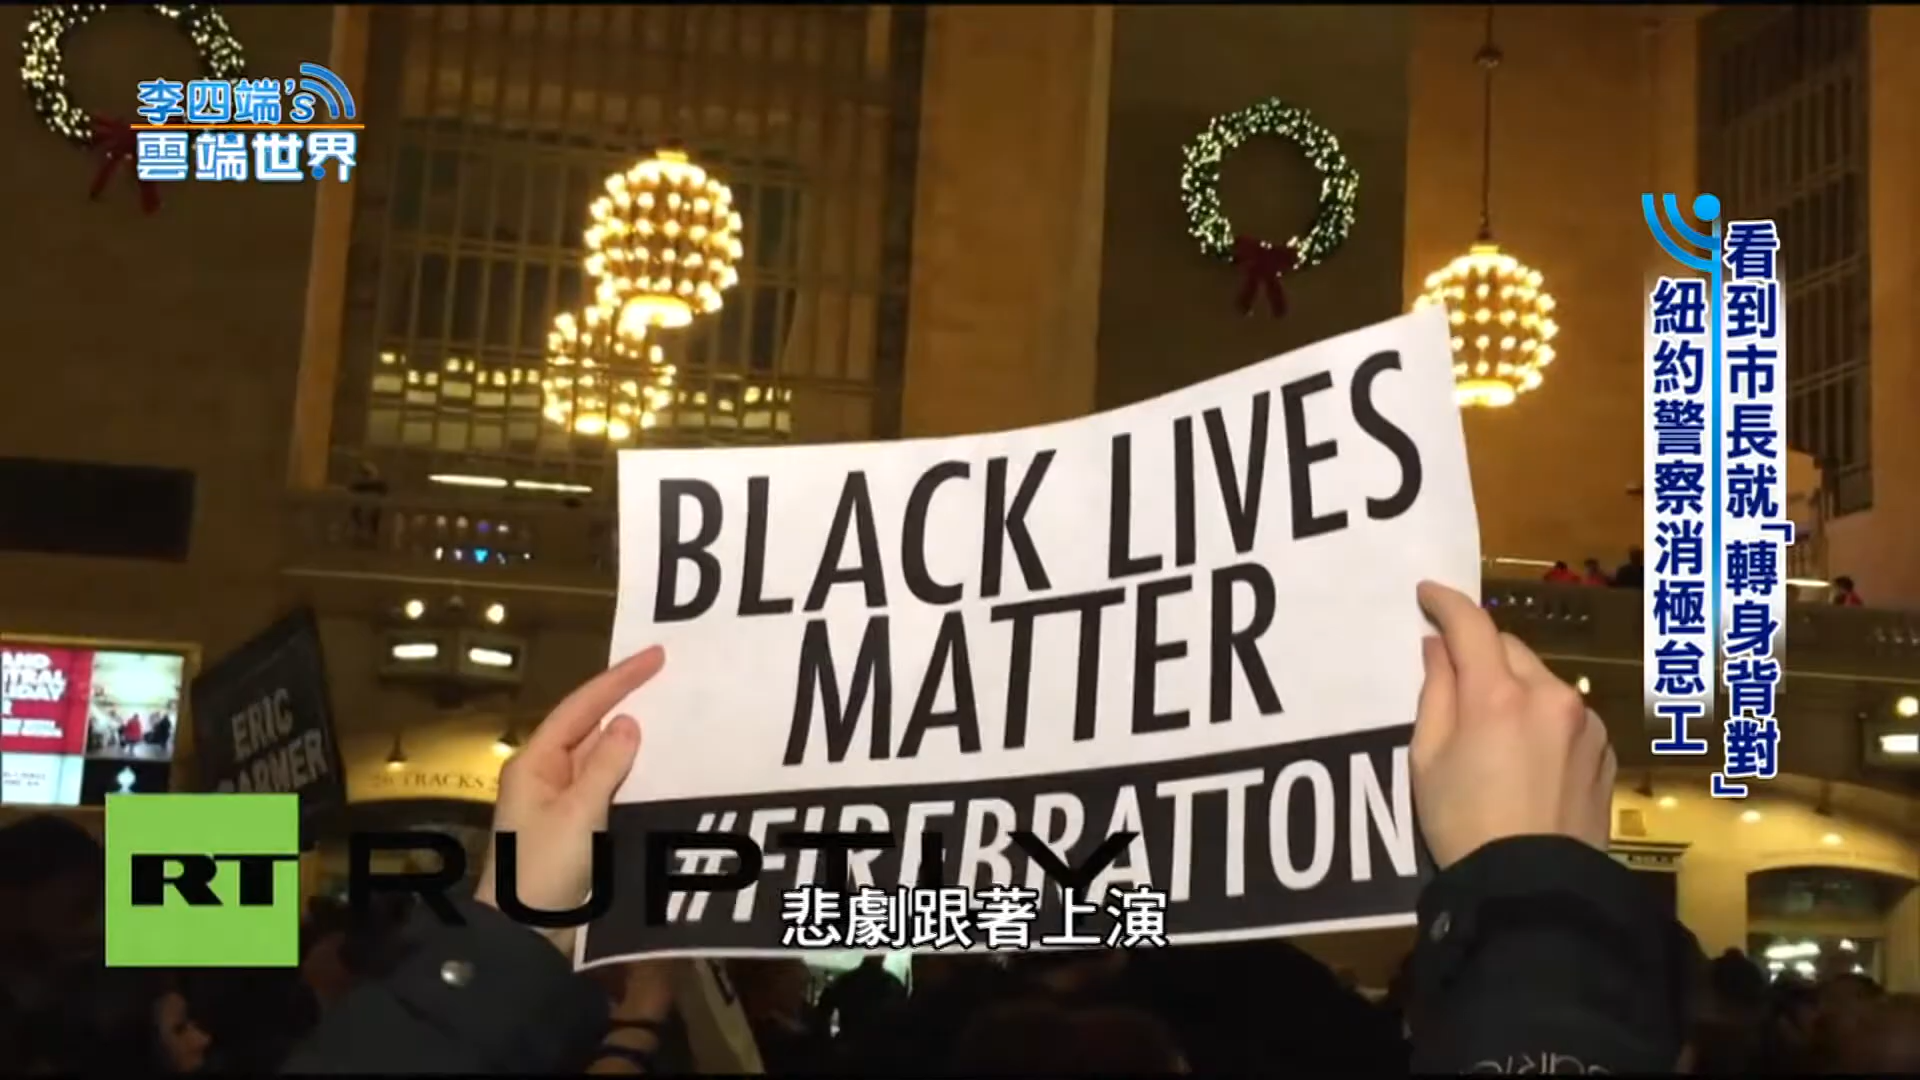 李四端's
雲端世界
看到市長就「轉身背對」
紐約警察消極怠工
BLACK LIVES
MATTER
#FIREBRATTON
ERIC
GARNER
TRACKS
RT RUPTLY
悲劇跟著上演